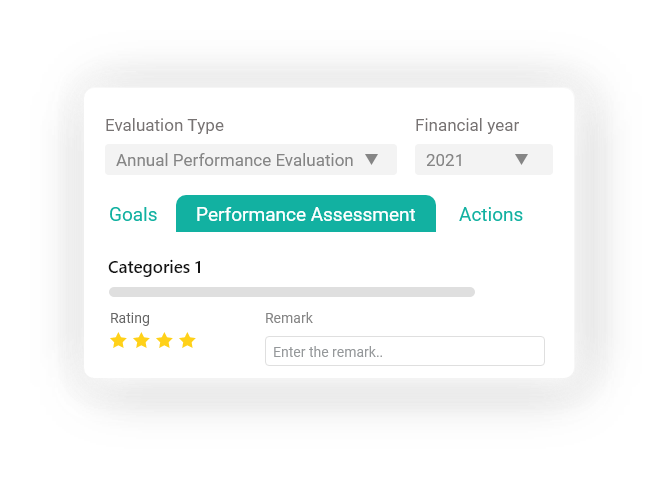 Evaluation Type Financial year
Annual Performance Evaluation 2021
Goals Performance Assessment Actions
Categories 1
Rating Remark
Enter the remark..